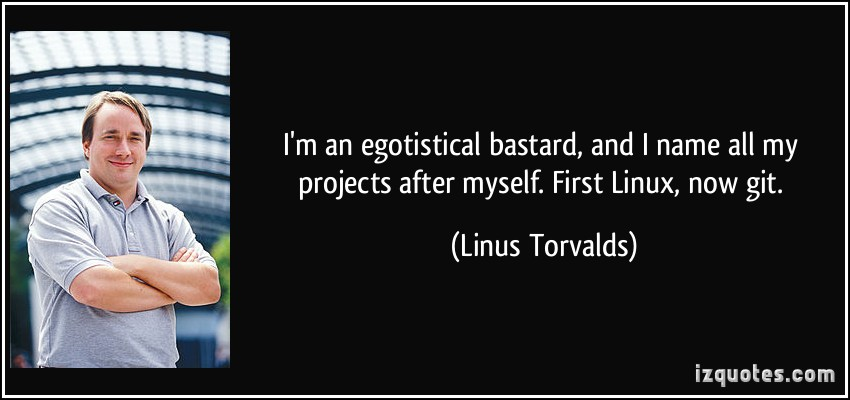 I'm an egotistical bastard, and I name all my
projects after myself. First Linux, now git.
(Linus Torvalds)
izquotes.com